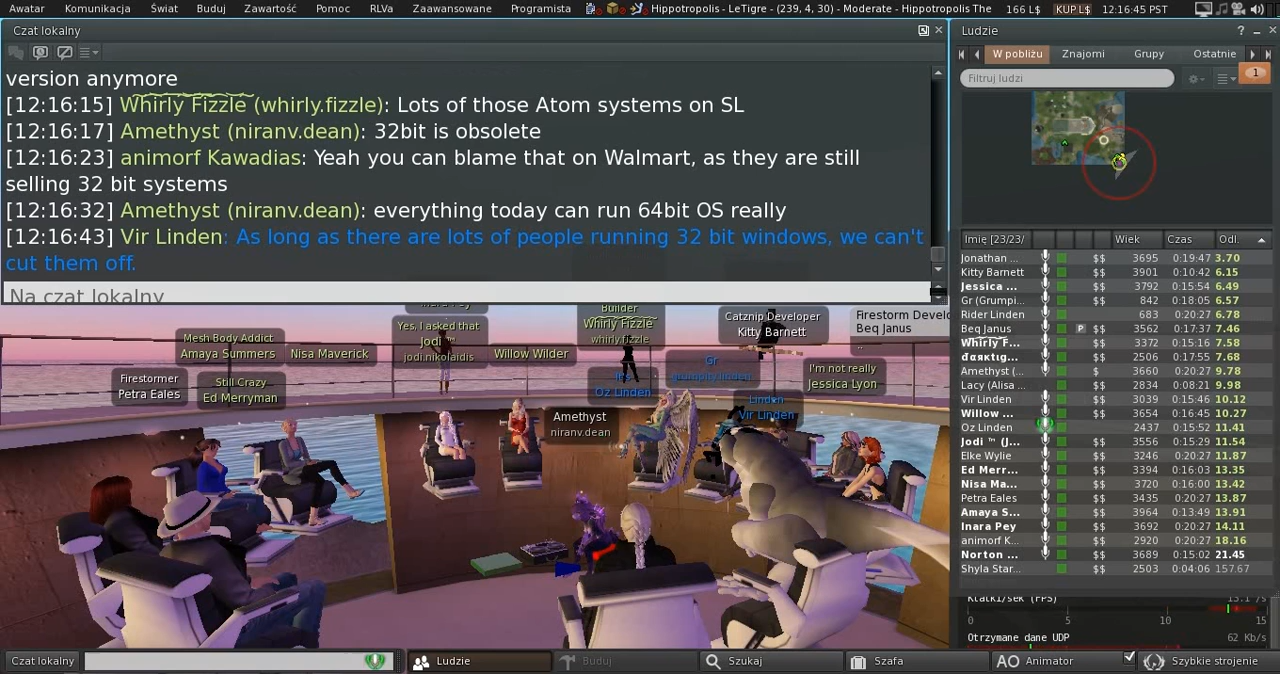 Awatar Komunikacja Świat Buduj Zawartość Pomoc RLVa Zaawansowane Programista Hippotropolis - LeTigre - (239, 4, 30) - Moderate - Hippotropolis The 166 L$ KUP L$ 12:16:45 PST
Czat lokalny
version anymore
[12:16:15] Whirly Fizzle (whirly.fizzle): Lots of those Atom systems on SL
[12:16:17] Amethyst (niranv.dean): 32bit is obsolete
[12:16:23] animorf Kawadias: Yeah you can blame that on Walmart, as they are still
selling 32 bit systems
[12:16:32] Amethyst (niranv.dean): everything today can run 64bit OS really
[12:16:43] Vir Linden: As long as there are lots of people running 32 bit windows, we can't
cut them off.
Na czat lokalny
Mesh Body Addict
Amaya Summers
Nisa Maverick
Firestormer
Petra Eales
Still Crazy
Ed Merryman
Yes, I asked that
Jodi ™
jodi.nikolaidis
Willow Wilder
Builder
Whirly Fizzle
whirly.fizzle
Oz Linden
Amethyst
niranv.dean
Gr
Catznip Developer
Kitty Barnett
Linden
Vir Linden
I'm not really
Jessica Lyon
Firestorm Develo
Beq Janus
Ludzie
W pobliżu Znajomi Grupy Ostatnie
Filtruj ludzi
1
Imię [23/23/ Wiek Czas Odl.
Jonathan ... $$ 3695 0:19:47 3.70
Kitty Barnett $$ 3901 0:10:42 6.15
Jessica ... $$ 3792 0:15:54 6.49
Gr (Grumpi... $$ 842 0:18:05 6.57
Rider Linden 683 0:20:27 6.78
Beq Janus P $$ 3562 0:17:37 7.46
Whirly F... $$ 3372 0:15:16 7.58
$$ 2506 0:17:55 7.68
Amethyst (... $ 3660 0:20:27 9.78
Lacy (Alisa ... $$ 2834 0:08:21 9.98
Vir Linden $$ 3039 0:15:46 10.12
Willow ... $$ 3654 0:16:45 10.27
Oz Linden 2437 0:15:52 11.41
Jodi ™ (J... $$ 3556 0:15:29 11.54
Elke Wylie $$ 3246 0:20:27 11.87
Ed Merr... $$ 3394 0:16:03 13.35
Nisa Ma... $$ 3720 0:16:00 13.42
Petra Eales $$ 3435 0:20:27 13.87
Amaya S... $$ 3964 0:13:49 13.91
Inara Pey $$ 3692 0:20:27 14.11
animorf K... $$ 2920 0:20:27 18.16
Norton ... $$ 3689 0:15:02 21.45
Shyla Star... $$ 2503 0:04:06 157.67
Klatki/sek (FPS) 13.1 /s
0 5 10 15
Otrzymane dane UDP 62 Kb/s
Czat lokalny Ludzie Buduj Szukaj Szafa AO Animator Szybkie strojenie